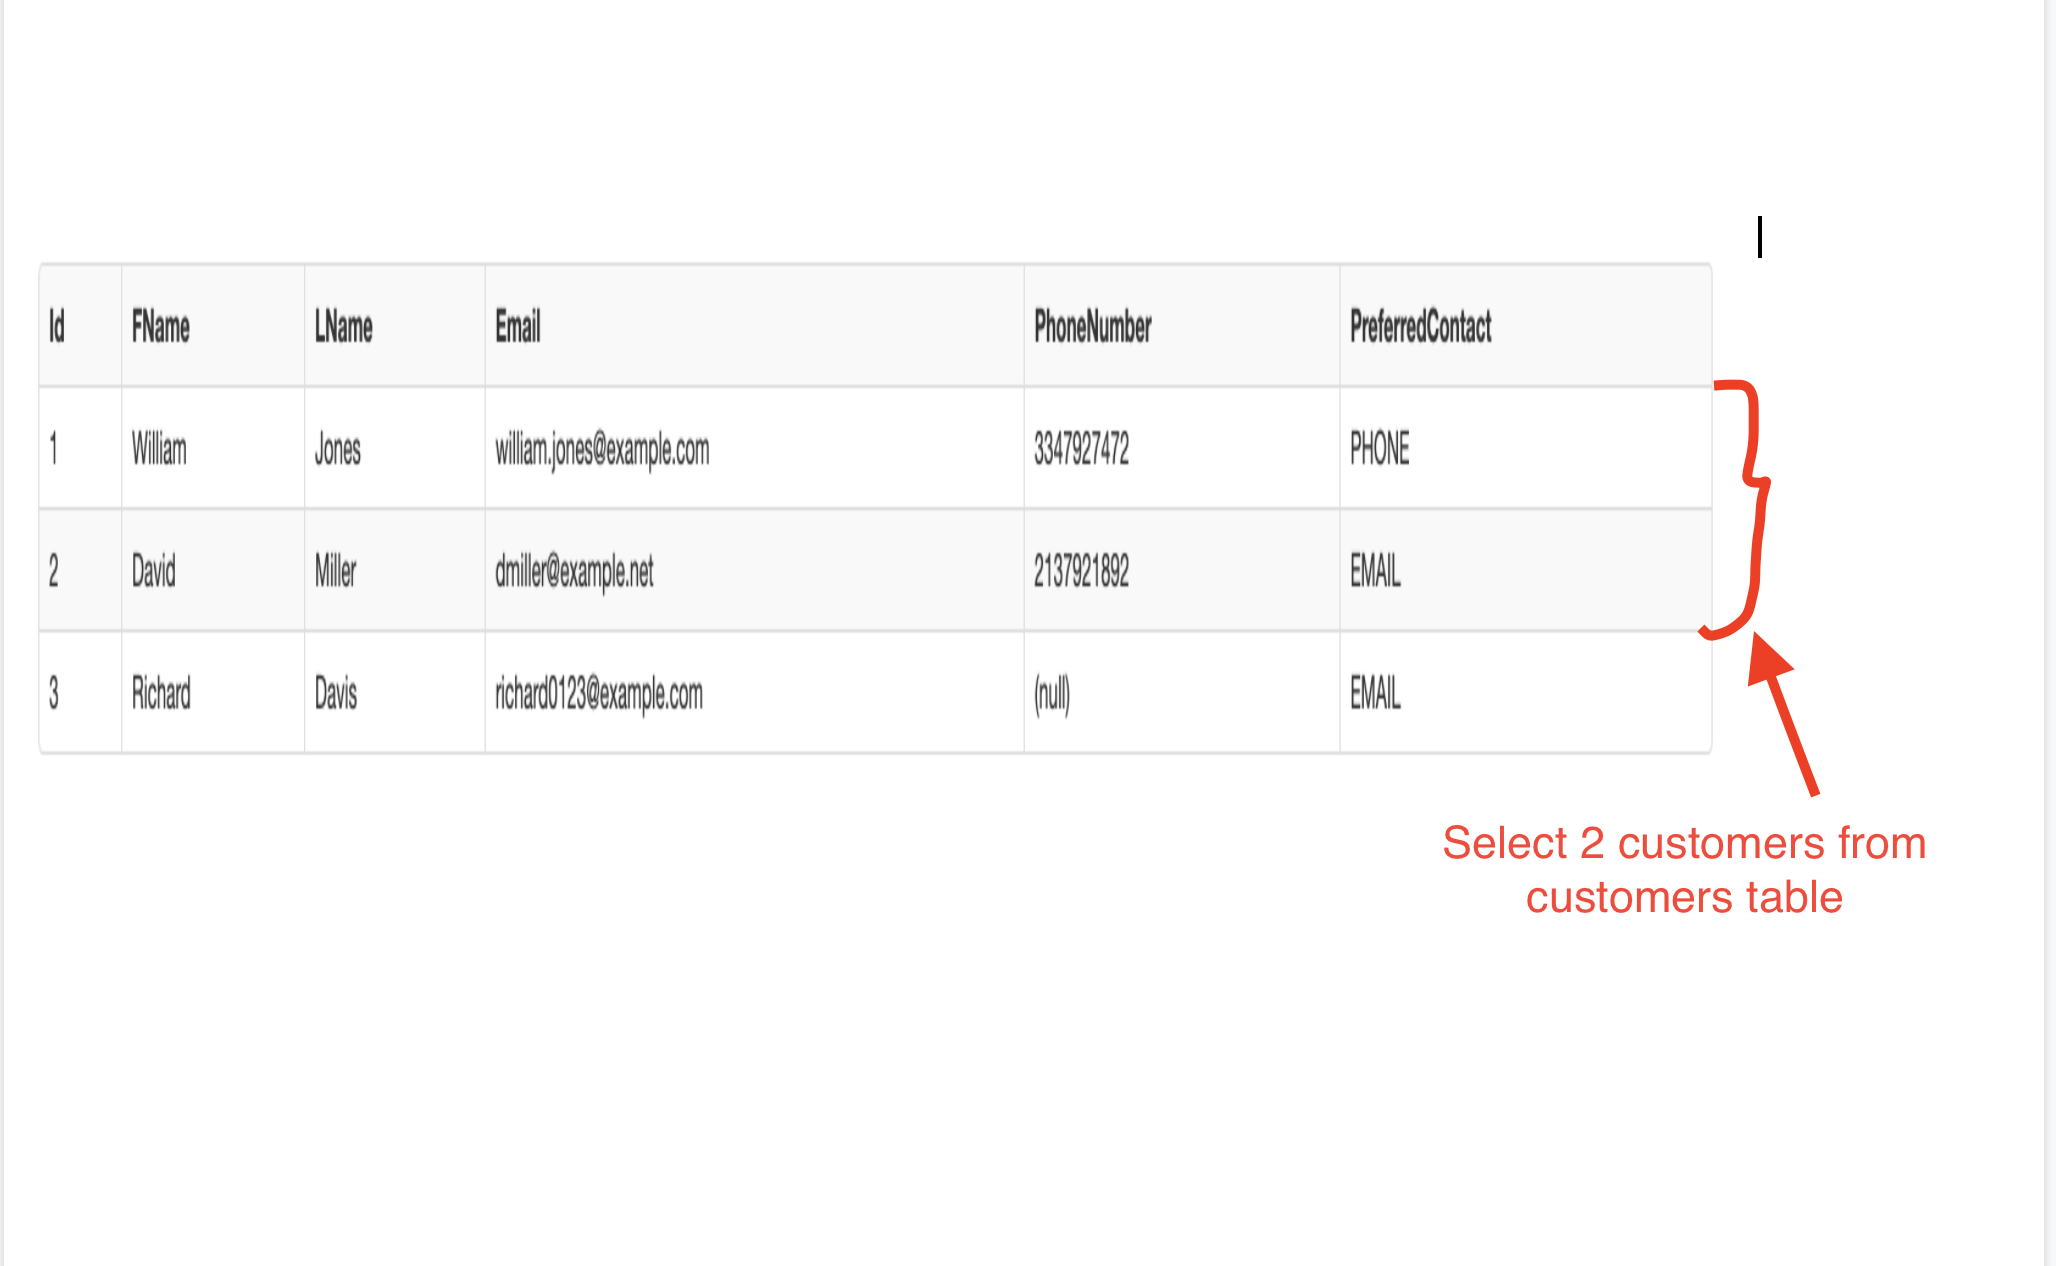 Id FName LName Email PhoneNumber PreferredContact
1 William Jones william.jones@example.com 3347927472 PHONE
2 David Miller dmiller@example.net 2137921892 EMAIL
3 Richard Davis richard0123@example.com (null) EMAIL
Select 2 customers from
customers table